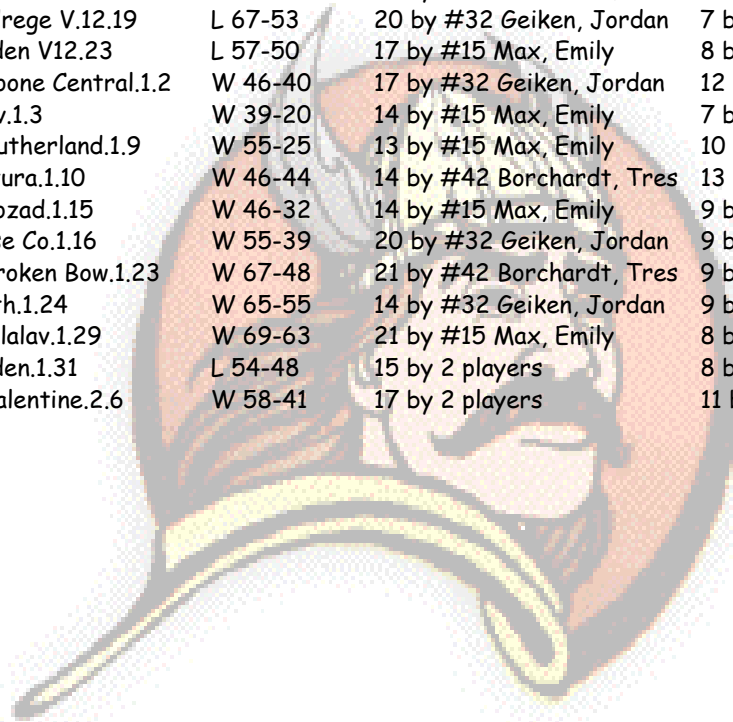 drege V.12.19 L 67-53 20 by #32 Geiken, Jordan 7 b
den V12.23 L 57-50 17 by #15 Max, Emily 8 b
bone Central.1.2 W 46-40 17 by #32 Geiken, Jordan 12
v.1.3 W 39-20 14 by #15 Max, Emily 7 b
utherland.1.9 W 55-25 13 by #15 Max, Emily 10
tura.1.10 W 46-44 14 by #42 Borchardt, Tres 13
ozad.1.15 W 46-32 14 by #15 Max, Emily 9 b
se Co.1.16 W 55-39 20 by #32 Geiken, Jordan 9 b
roken Bow.1.23 W 67-48 21 by #42 Borchardt, Tres 9 b
th.1.24 W 65-55 14 by #32 Geiken, Jordan 9 b
llalav.1.29 W 69-63 21 by #15 Max, Emily 8 b
den.1.31 L 54-48 15 by 2 players 8 b
alentine.2.6 W 58-41 17 by 2 players 11 b